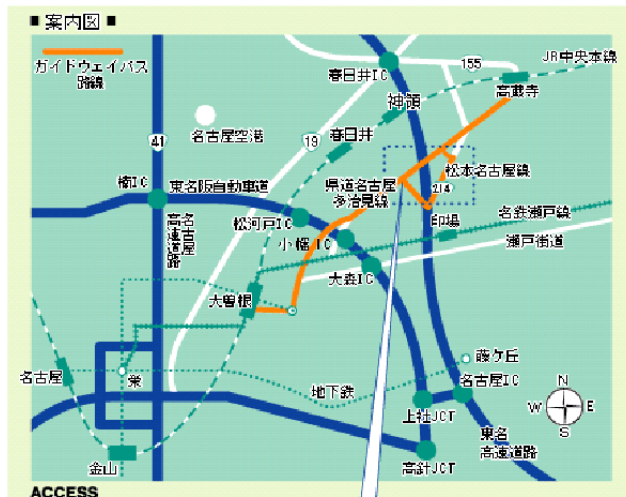 ■ 案内図 ■
ガイドウェイバス
路線
春日井IC
155
JR中央本線
高蔵寺
神領
名古屋空港
19
春日井
41
松本名古屋線
楠IC
東名阪自動車道
県道名古屋
多治見線
214
高速名古屋路
松河戸IC
印場
名鉄瀬戸線
小幡IC
瀬戸街道
大森IC
大曽根
藤ヶ丘
名古屋
栄
地下鉄
名古屋IC
N
W
E
S
上社JCT
東名
高速道路
金山
高針JCT
ACCESS